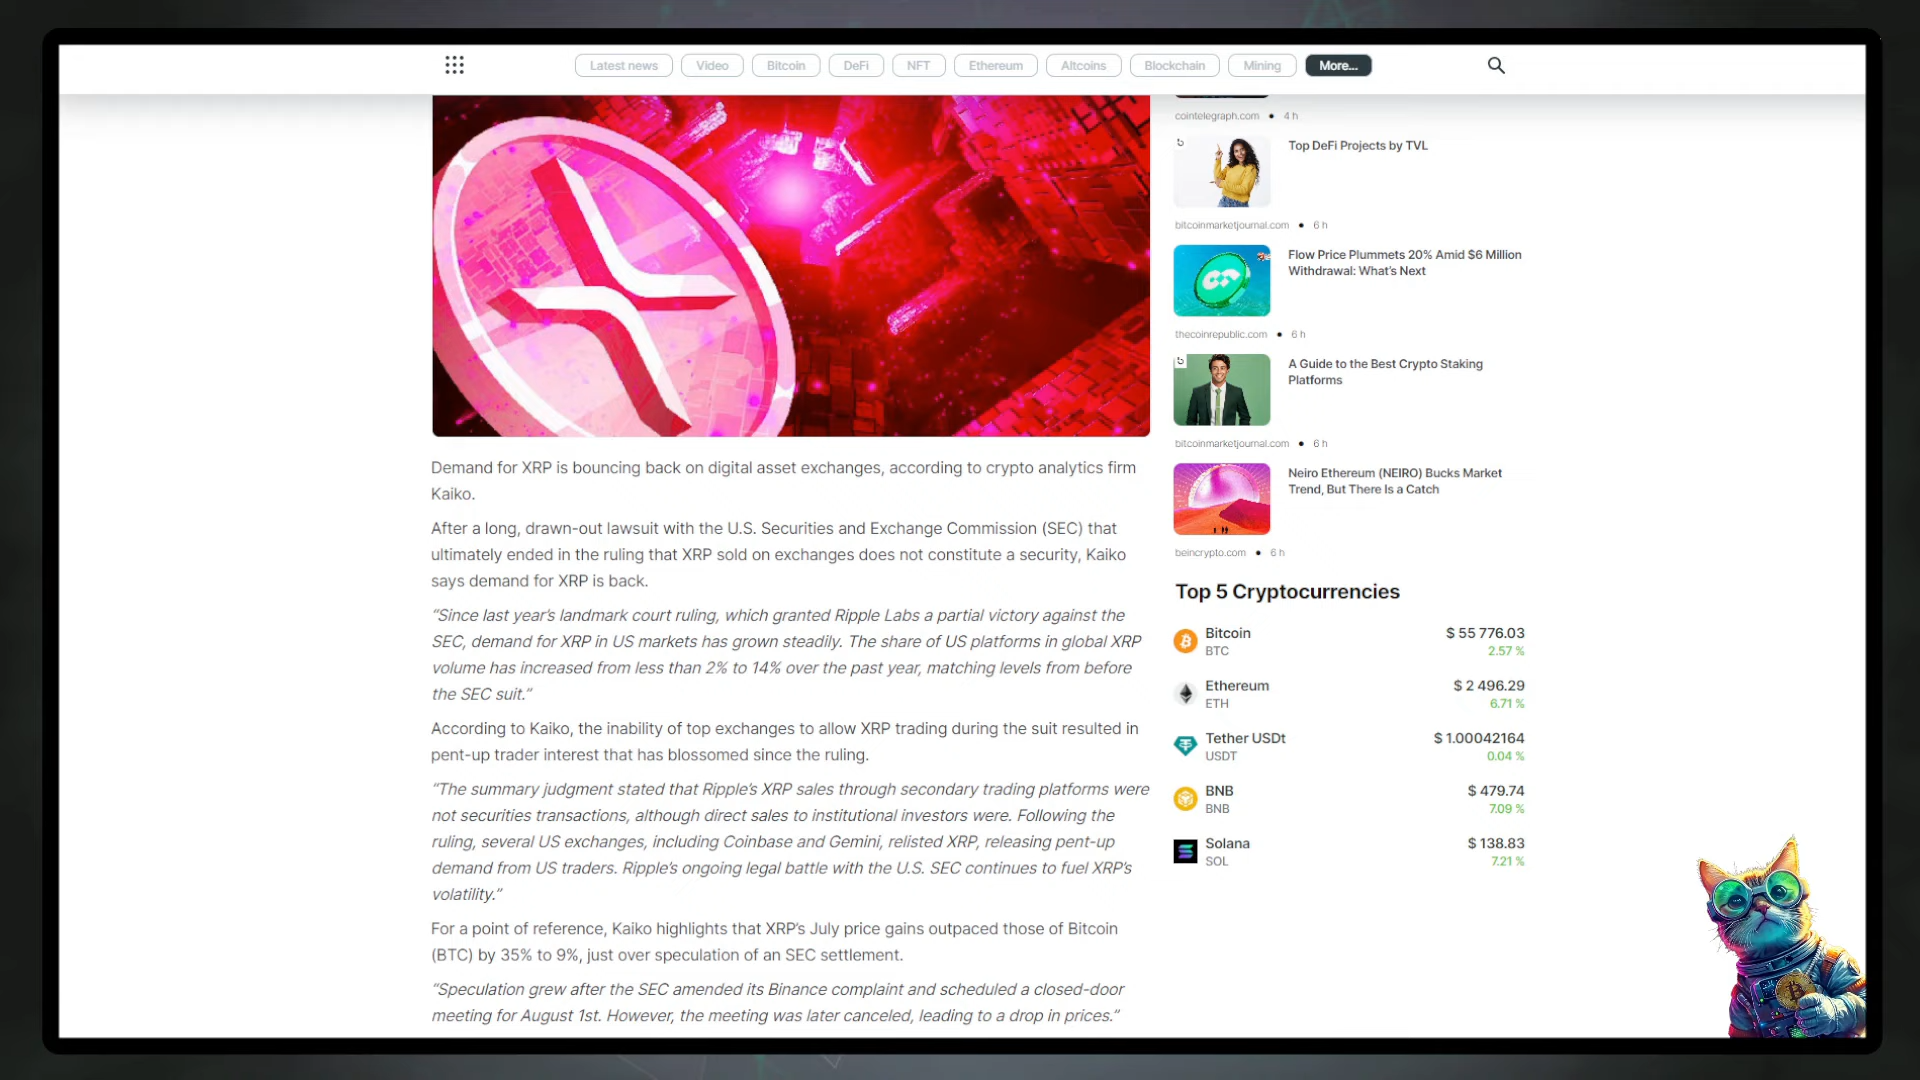 Latest news Video Bitcoin DeFi NFT Ethereum Altcoins Blockchain Mining More...
Demand for XRP is bouncing back on digital asset exchanges, according to crypto analytics firm
Kaiko.
After a long, drawn-out lawsuit with the U.S. Securities and Exchange Commission (SEC) that
ultimately ended in the ruling that XRP sold on exchanges does not constitute a security, Kaiko
says demand for XRP is back.
“Since last year’s landmark court ruling, which granted Ripple Labs a partial victory against the
SEC, demand for XRP in US markets has grown steadily. The share of US platforms in global XRP
volume has increased from less than 2% to 14% over the past year, matching levels from before
the SEC suit.”
According to Kaiko, the inability of top exchanges to allow XRP trading during the suit resulted in
pent-up trader interest that has blossomed since the ruling.
“The summary judgment stated that Ripple’s XRP sales through secondary trading platforms were
not securities transactions, although direct sales to institutional investors were. Following the
ruling, several US exchanges, including Coinbase and Gemini, relisted XRP, releasing pent-up
demand from US traders. Ripple’s ongoing legal battle with the U.S. SEC continues to fuel XRP’s
volatility.”
For a point of reference, Kaiko highlights that XRP’s July price gains outpaced those of Bitcoin
(BTC) by 35% to 9%, just over speculation of an SEC settlement.
“Speculation grew after the SEC amended its Binance complaint and scheduled a closed-door
meeting for August 1st. However, the meeting was later canceled, leading to a drop in prices.”
cointelegraph.com • 4 h
Top DeFi Projects by TVL
bitcoinmarketjournal.com • 6 h
Flow Price Plummets 20% Amid $6 Million
Withdrawal: What’s Next
thecoinrepublic.com • 6 h
A Guide to the Best Crypto Staking
Platforms
bitcoinmarketjournal.com • 6 h
Neiro Ethereum (NEIRO) Bucks Market
Trend, But There Is a Catch
beincrypto.com • 6 h
Top 5 Cryptocurrencies
Bitcoin $ 55 776.03
BTC 2.57 %
Ethereum $ 2 496.29
ETH 6.71 %
Tether USDt $ 1.00042164
USDT 0.04 %
BNB $ 479.74
BNB 7.09 %
Solana $ 138.83
SOL 7.21 %